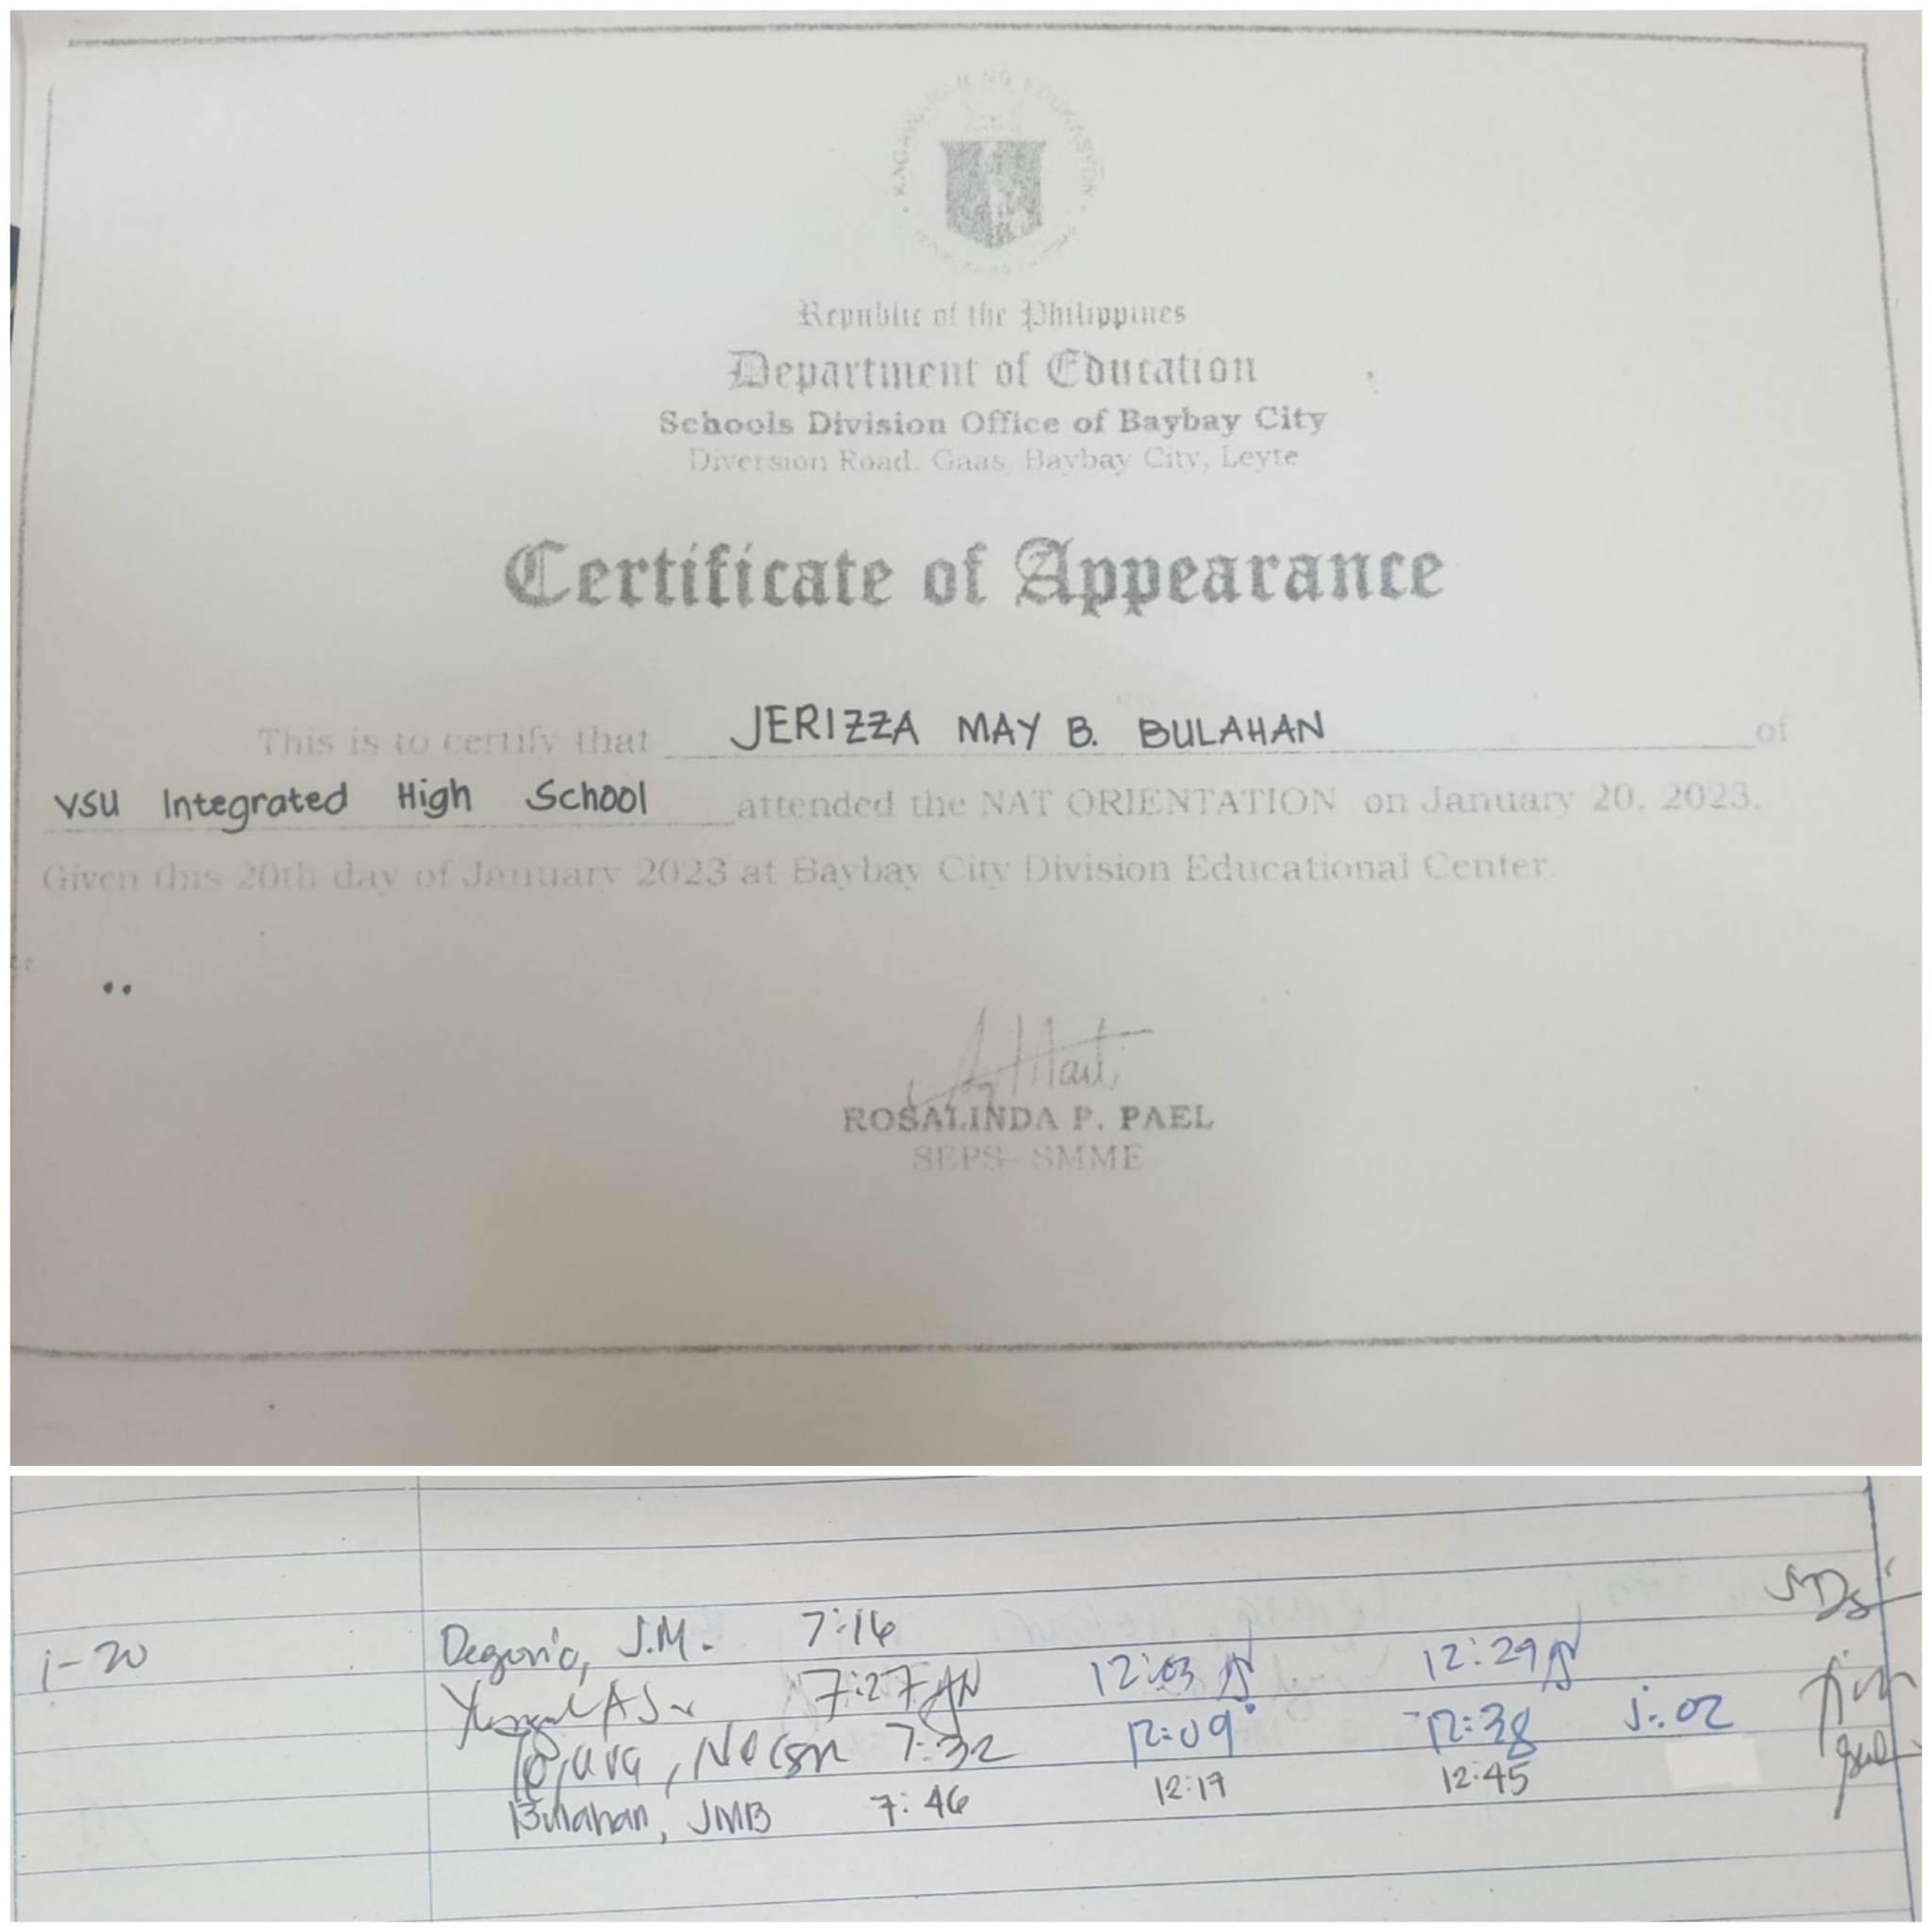 KAGAWARAN NG EDUKASYON
Republic of the Philippines
Department of Education
Schools Division Office of Baybay City
Diversion Road, Gaas, Baybay City, Leyte
Certificate of Appearance
This is to certify that JERIZZA MAY B. BULAHAN of
VSU Integrated High School attended the NAT ORIENTATION on January 20, 2023.
Given this 20th day of January 2023 at Baybay City Division Educational Center.
ROSALINDA P. PAEL
SEPS- SMME
1-20 J.M. 7:16
7:27 12:03 12:29
7:32 12:09 12:38
Bulahan, JMB 7:46 12:17 12:45